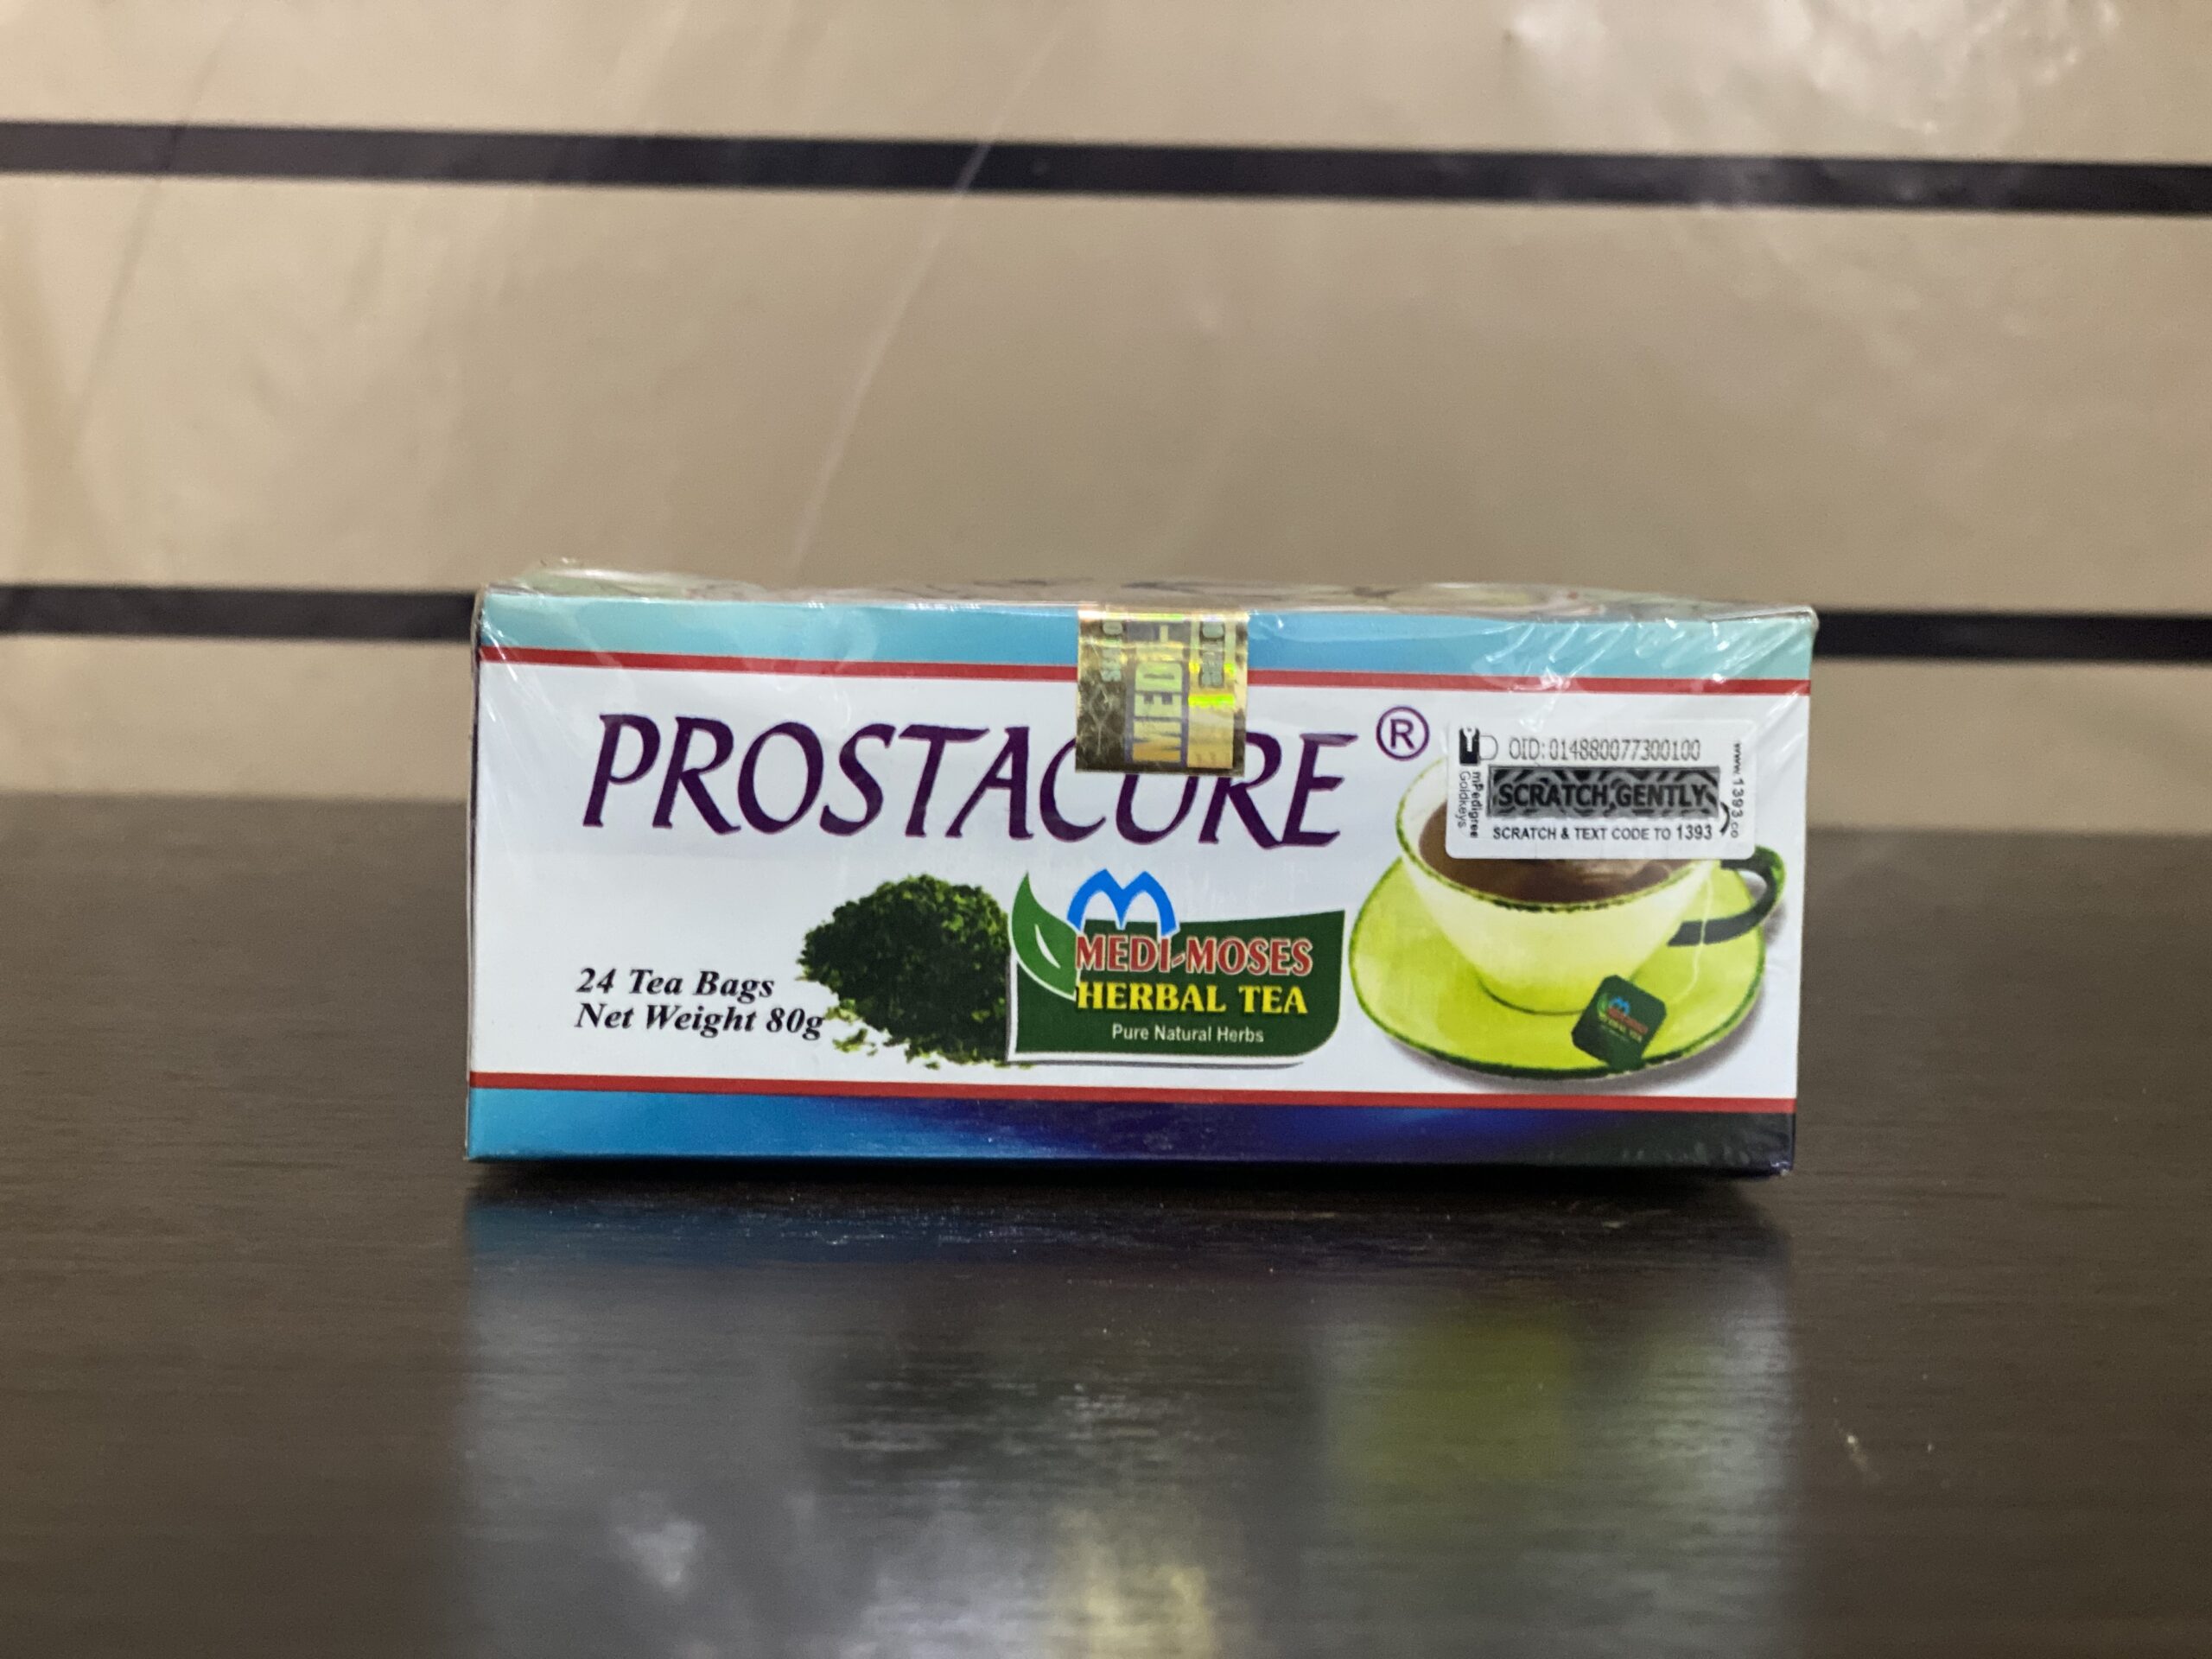 MEDI-
PROSTACURE®
OID: 014880077300100
SCRATCH GENTLY
SCRATCH & TEXT CODE TO 1393
mPedigree
Goldkeys
www.1393.co
MEDI-MOSES
HERBAL TEA
Pure Natural Herbs
24 Tea Bags
Net Weight 80g